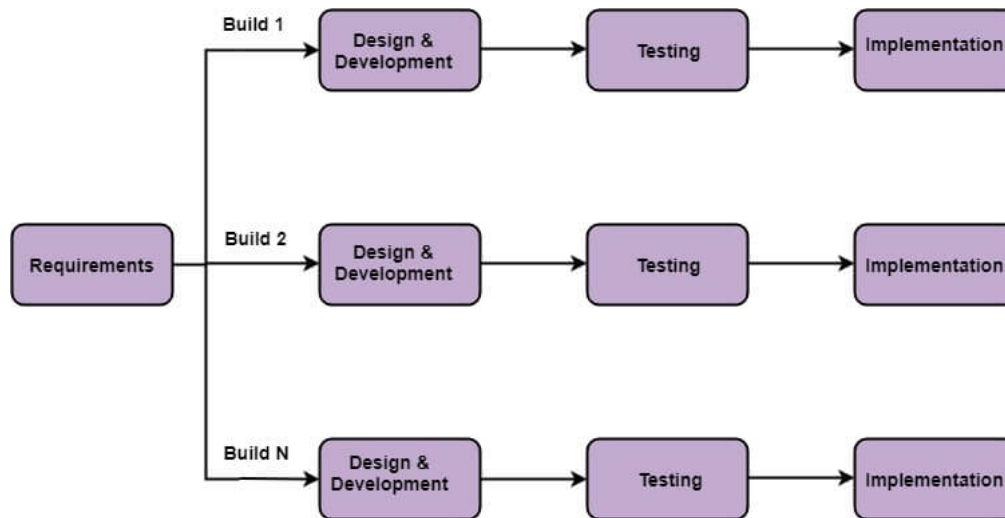 Build 1
Design &
Development
Testing
Implementation
Requirements
Build 2
Design &
Development
Testing
Implementation
Build N
Design &
Development
Testing
Implementation